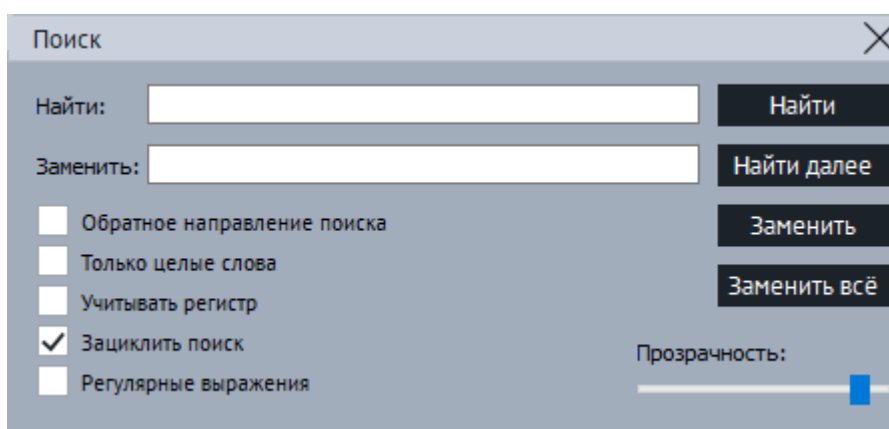 Поиск
Найти:
Найти
Заменить:
Найти далее
Обратное направление поиска
Заменить
Только целые слова
Учитывать регистр
Заменить всё
Зациклить поиск
Прозрачность:
Регулярные выражения